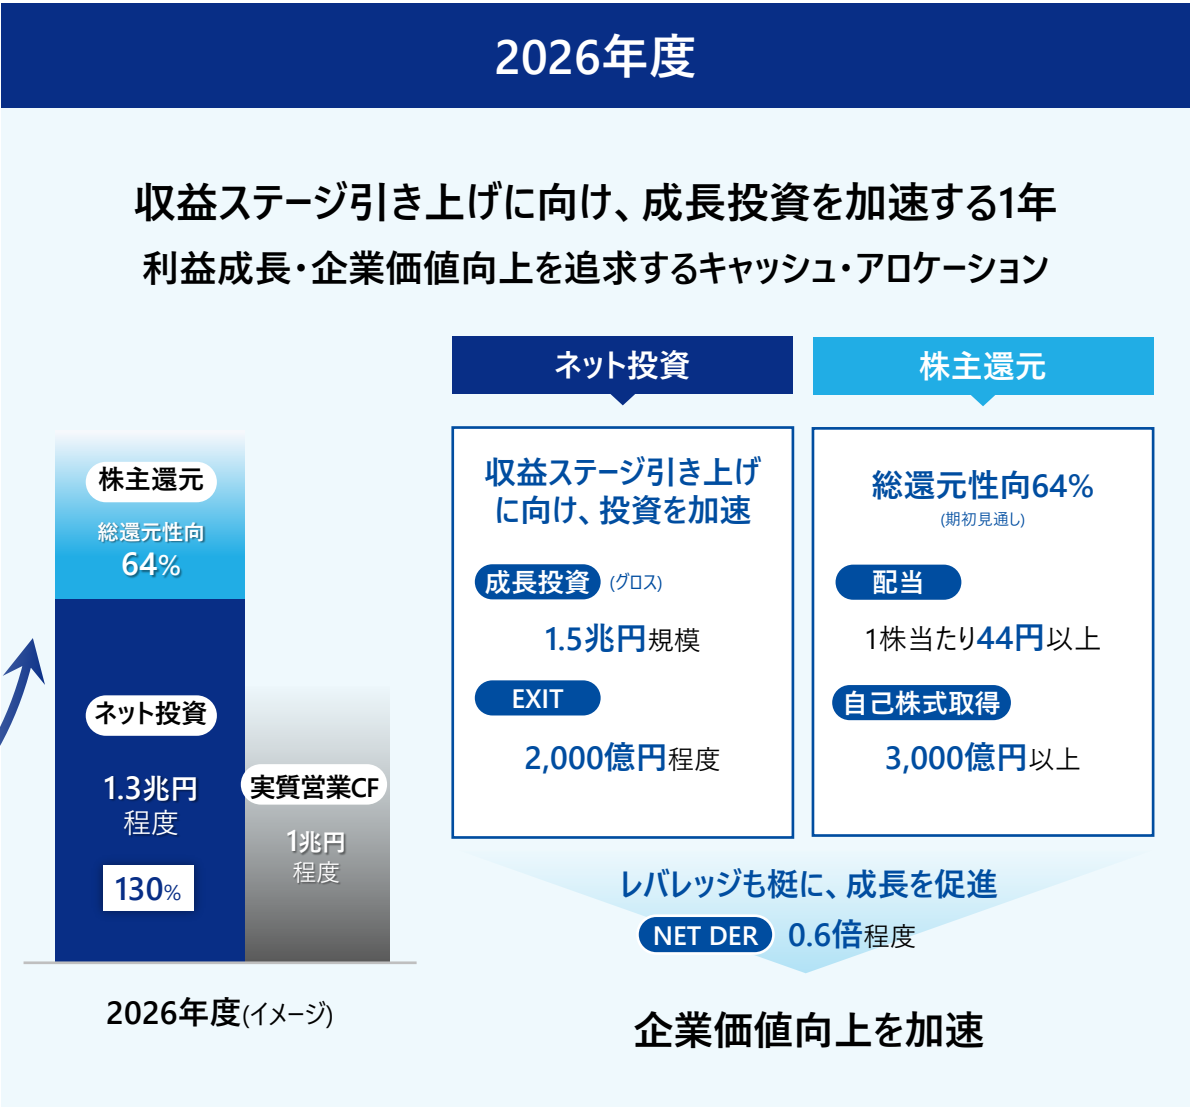 2026年度
収益ステージ引き上げに向け、成長投資を加速する1年
利益成長・企業価値向上を追求するキャッシュ・アロケーション
株主還元
総還元性向
64%
ネット投資
1.3兆円
程度
130%
実質営業CF
1兆円
程度
2026年度(イメージ)
ネット投資
収益ステージ引き上げ
に向け、投資を加速
成長投資 (グロス)
1.5兆円規模
EXIT
2,000億円程度
株主還元
総還元性向64%
(期初見通し)
配当
1株当たり44円以上
自己株式取得
3,000億円以上
レバレッジも梃に、成長を促進
NET DER 0.6倍程度
企業価値向上を加速